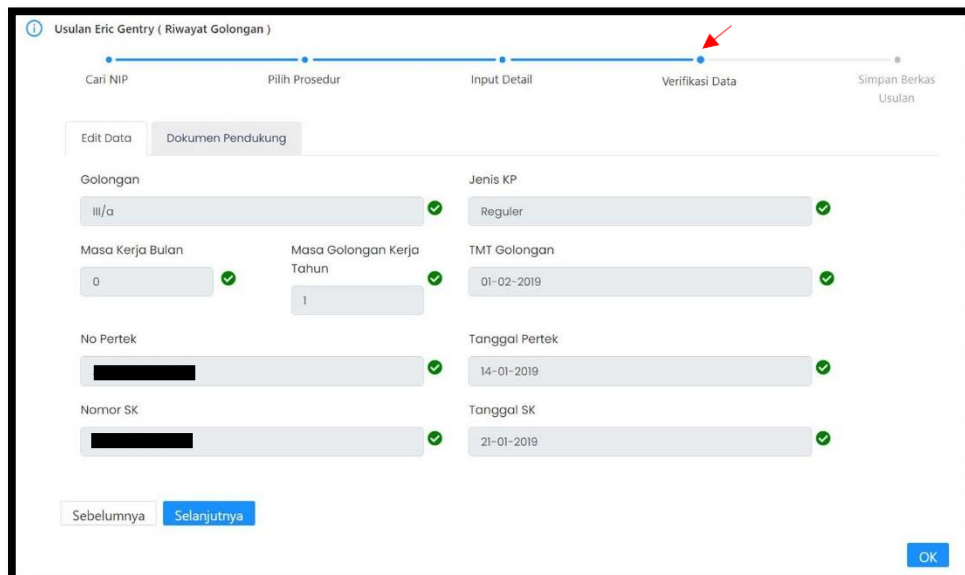 Usulan Eric Gentry ( Riwayat Golongan )
Cari NIP
Pilih Prosedur
Input Detail
Verifikasi Data
Simpan Berkas
Usulan
Edit Data
Dokumen Pendukung
Golongan
III/a
Jenis KP
Reguler
Masa Kerja Bulan
0
Masa Golongan Kerja
Tahun
1
TMT Golongan
01-02-2019
No Pertek
Tanggal Pertek
14-01-2019
Nomor SK
Tanggal SK
21-01-2019
Sebelumnya
Selanjutnya
OK